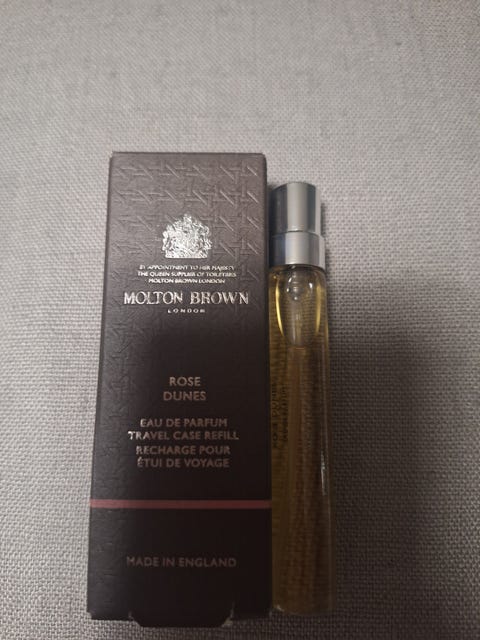 BY APPOINTMENT TO HER MAJESTY
THE QUEEN SUPPLIER OF TOILETRIES
MOLTON BROWN LONDON
MOLTON BROWN
LONDON
ROSE
DUNES
EAU DE PARFUM
TRAVEL CASE REFILL
RECHARGE POUR
ÉTUI DE VOYAGE
MADE IN ENGLAND